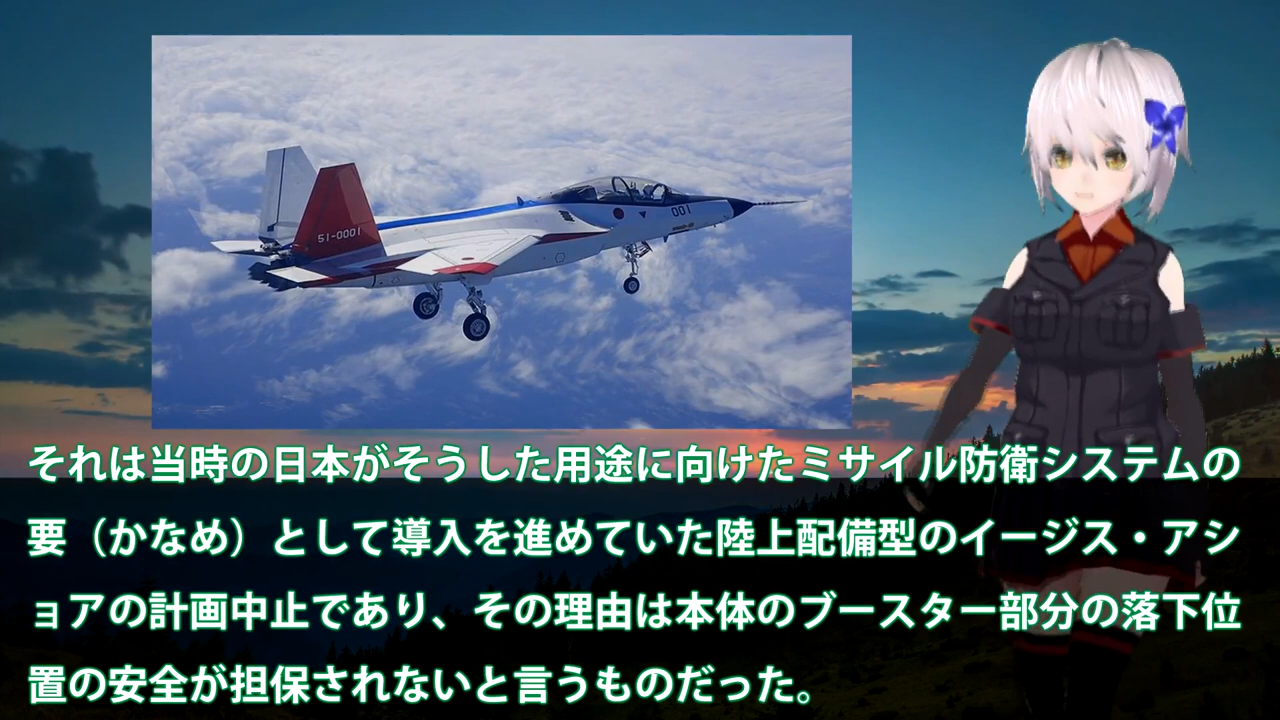 001
51-0001
それは当時の日本がそうした用途に向けたミサイル防衛システムの
要（かなめ）として導入を進めていた陸上配備型のイージス・アシ
ョアの計画中止であり、その理由は本体のブースター部分の落下位
置の安全が担保されないと言うものだった。